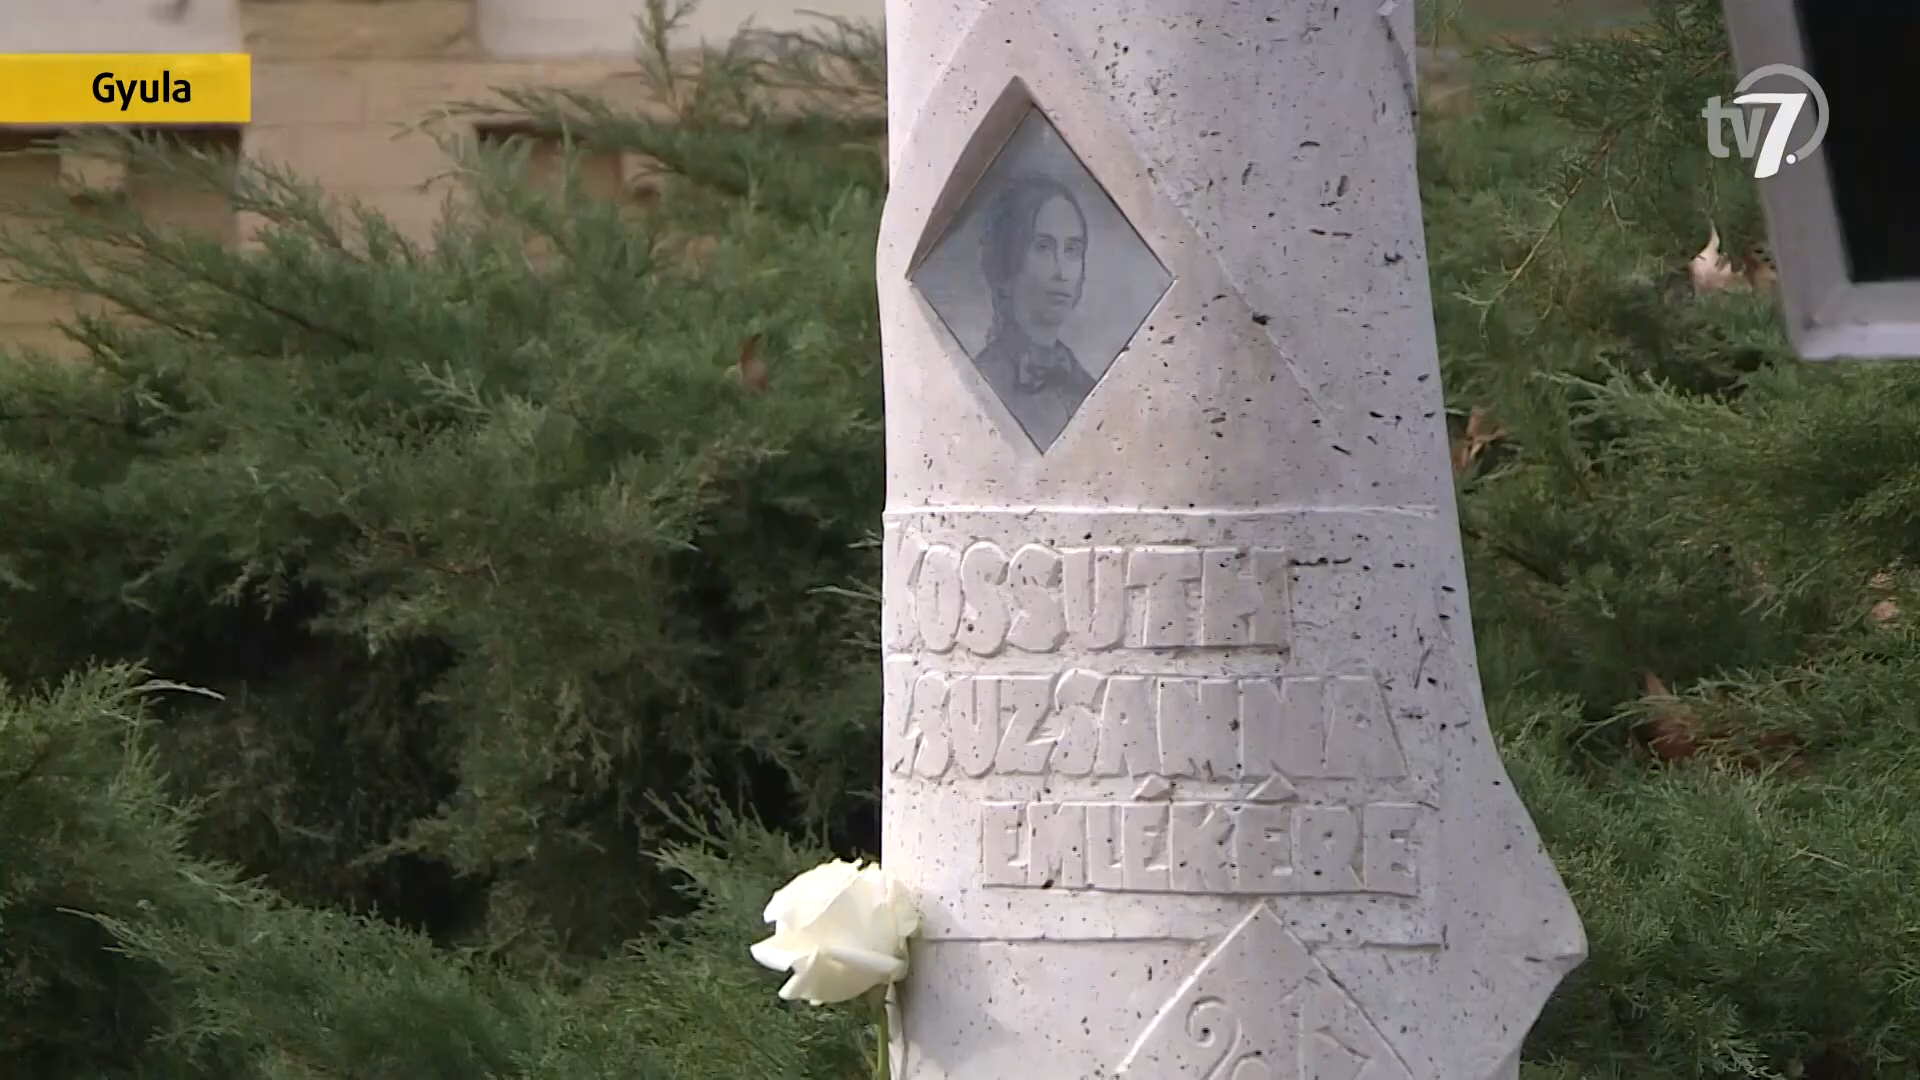 Gyula
tv7.
KOSSUTH
ZSUZSANNA
EMLÉKÉRE